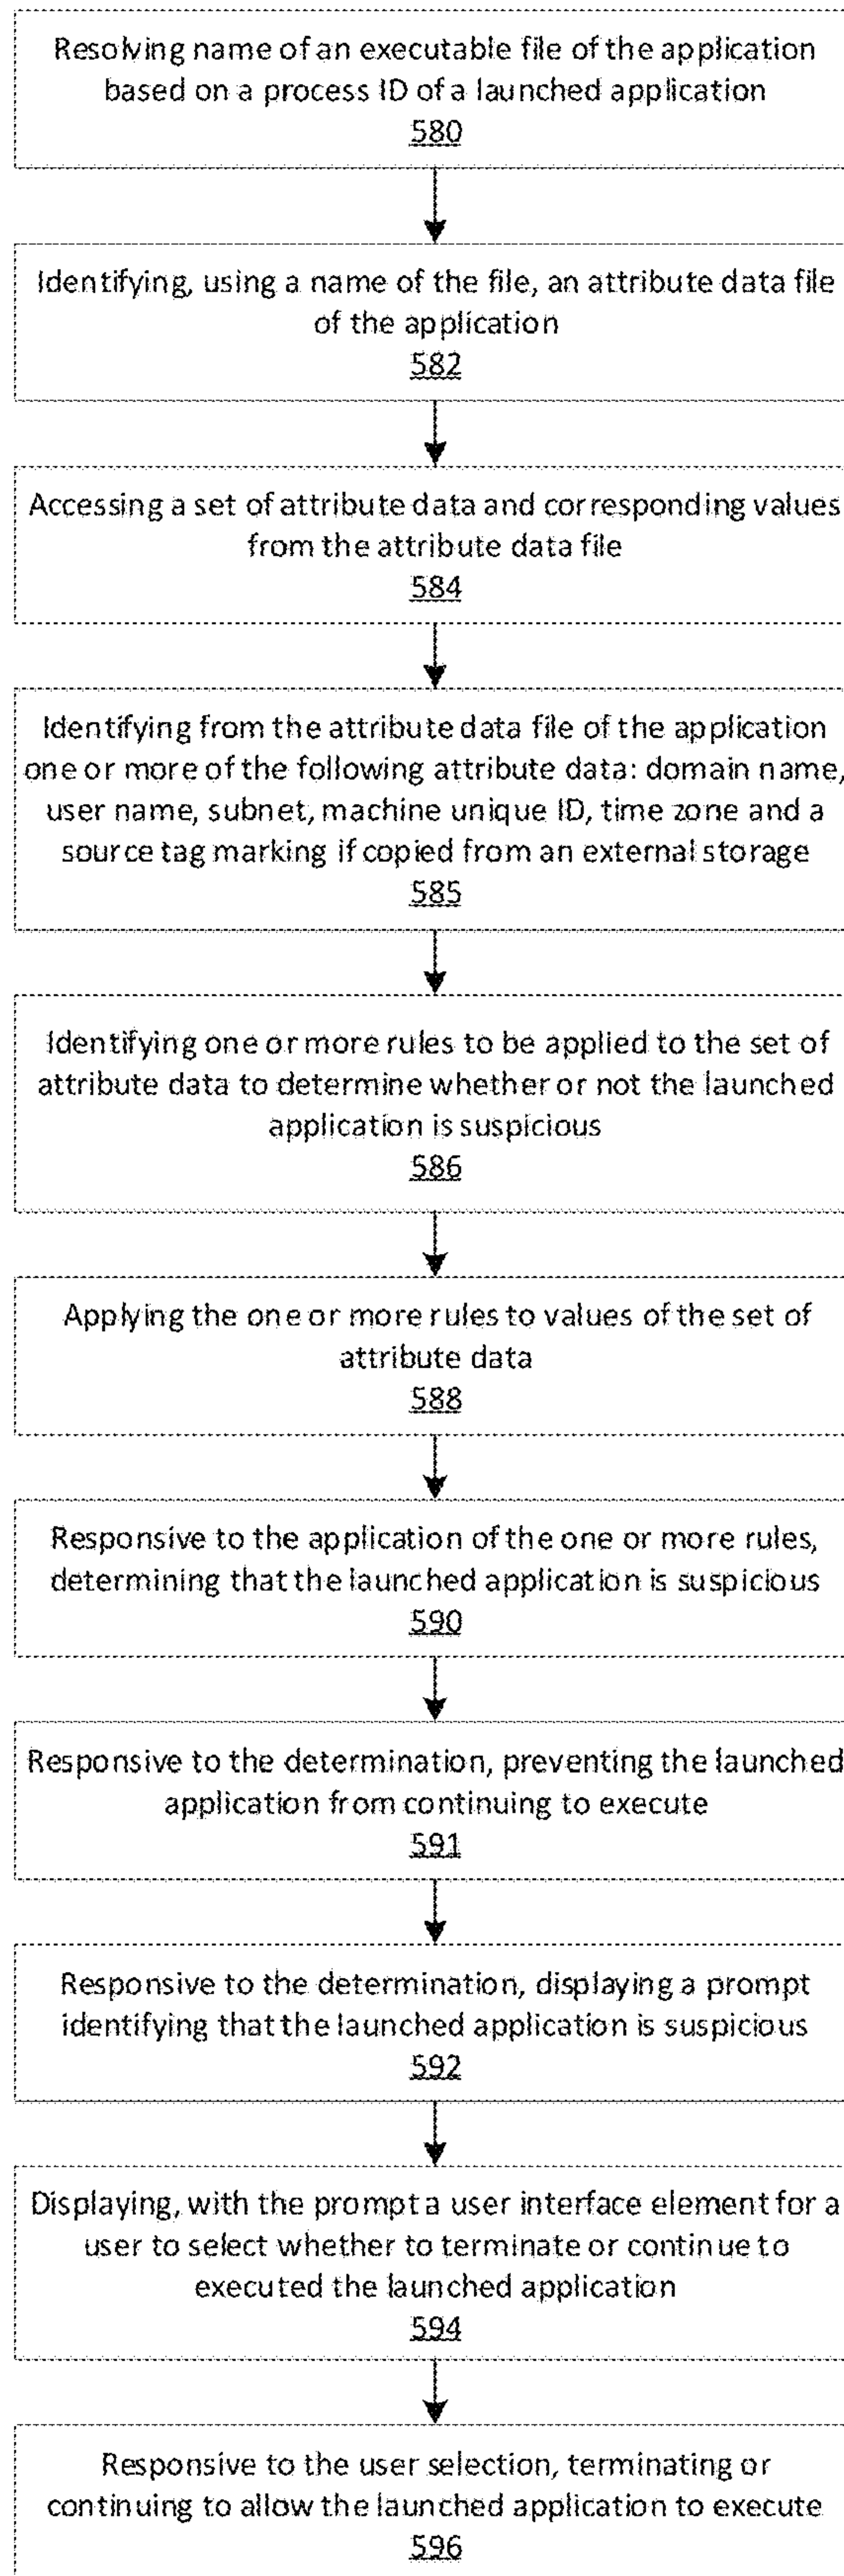 Resolving name of an executable file of the application
based on a process ID of a launched application
580
Identifying, using a name of the file, an attribute data file
of the application
582
Accessing a set of attribute data and corresponding values
from the attribute data file
584
Identifying from the attribute data file of the application
one or more of the following attribute data: domain name,
user name, subnet, machine unique ID, time zone and a
source tag marking if copied from an external storage
585
Identifying one or more rules to be applied to the set of
attribute data to determine whether or not the launched
application is suspicious
586
Applying the one or more rules to values of the set of
attribute data
588
Responsive to the application of the one or more rules,
determining that the launched application is suspicious
590
Responsive to the determination, preventing the launched
application from continuing to execute
591
Responsive to the determination, displaying a prompt
identifying that the launched application is suspicious
592
Displaying, with the prompt a user interface element for a
user to select whether to terminate or continue to
executed the launched application
594
Responsive to the user selection, terminating or
continuing to allow the launched application to execute
596